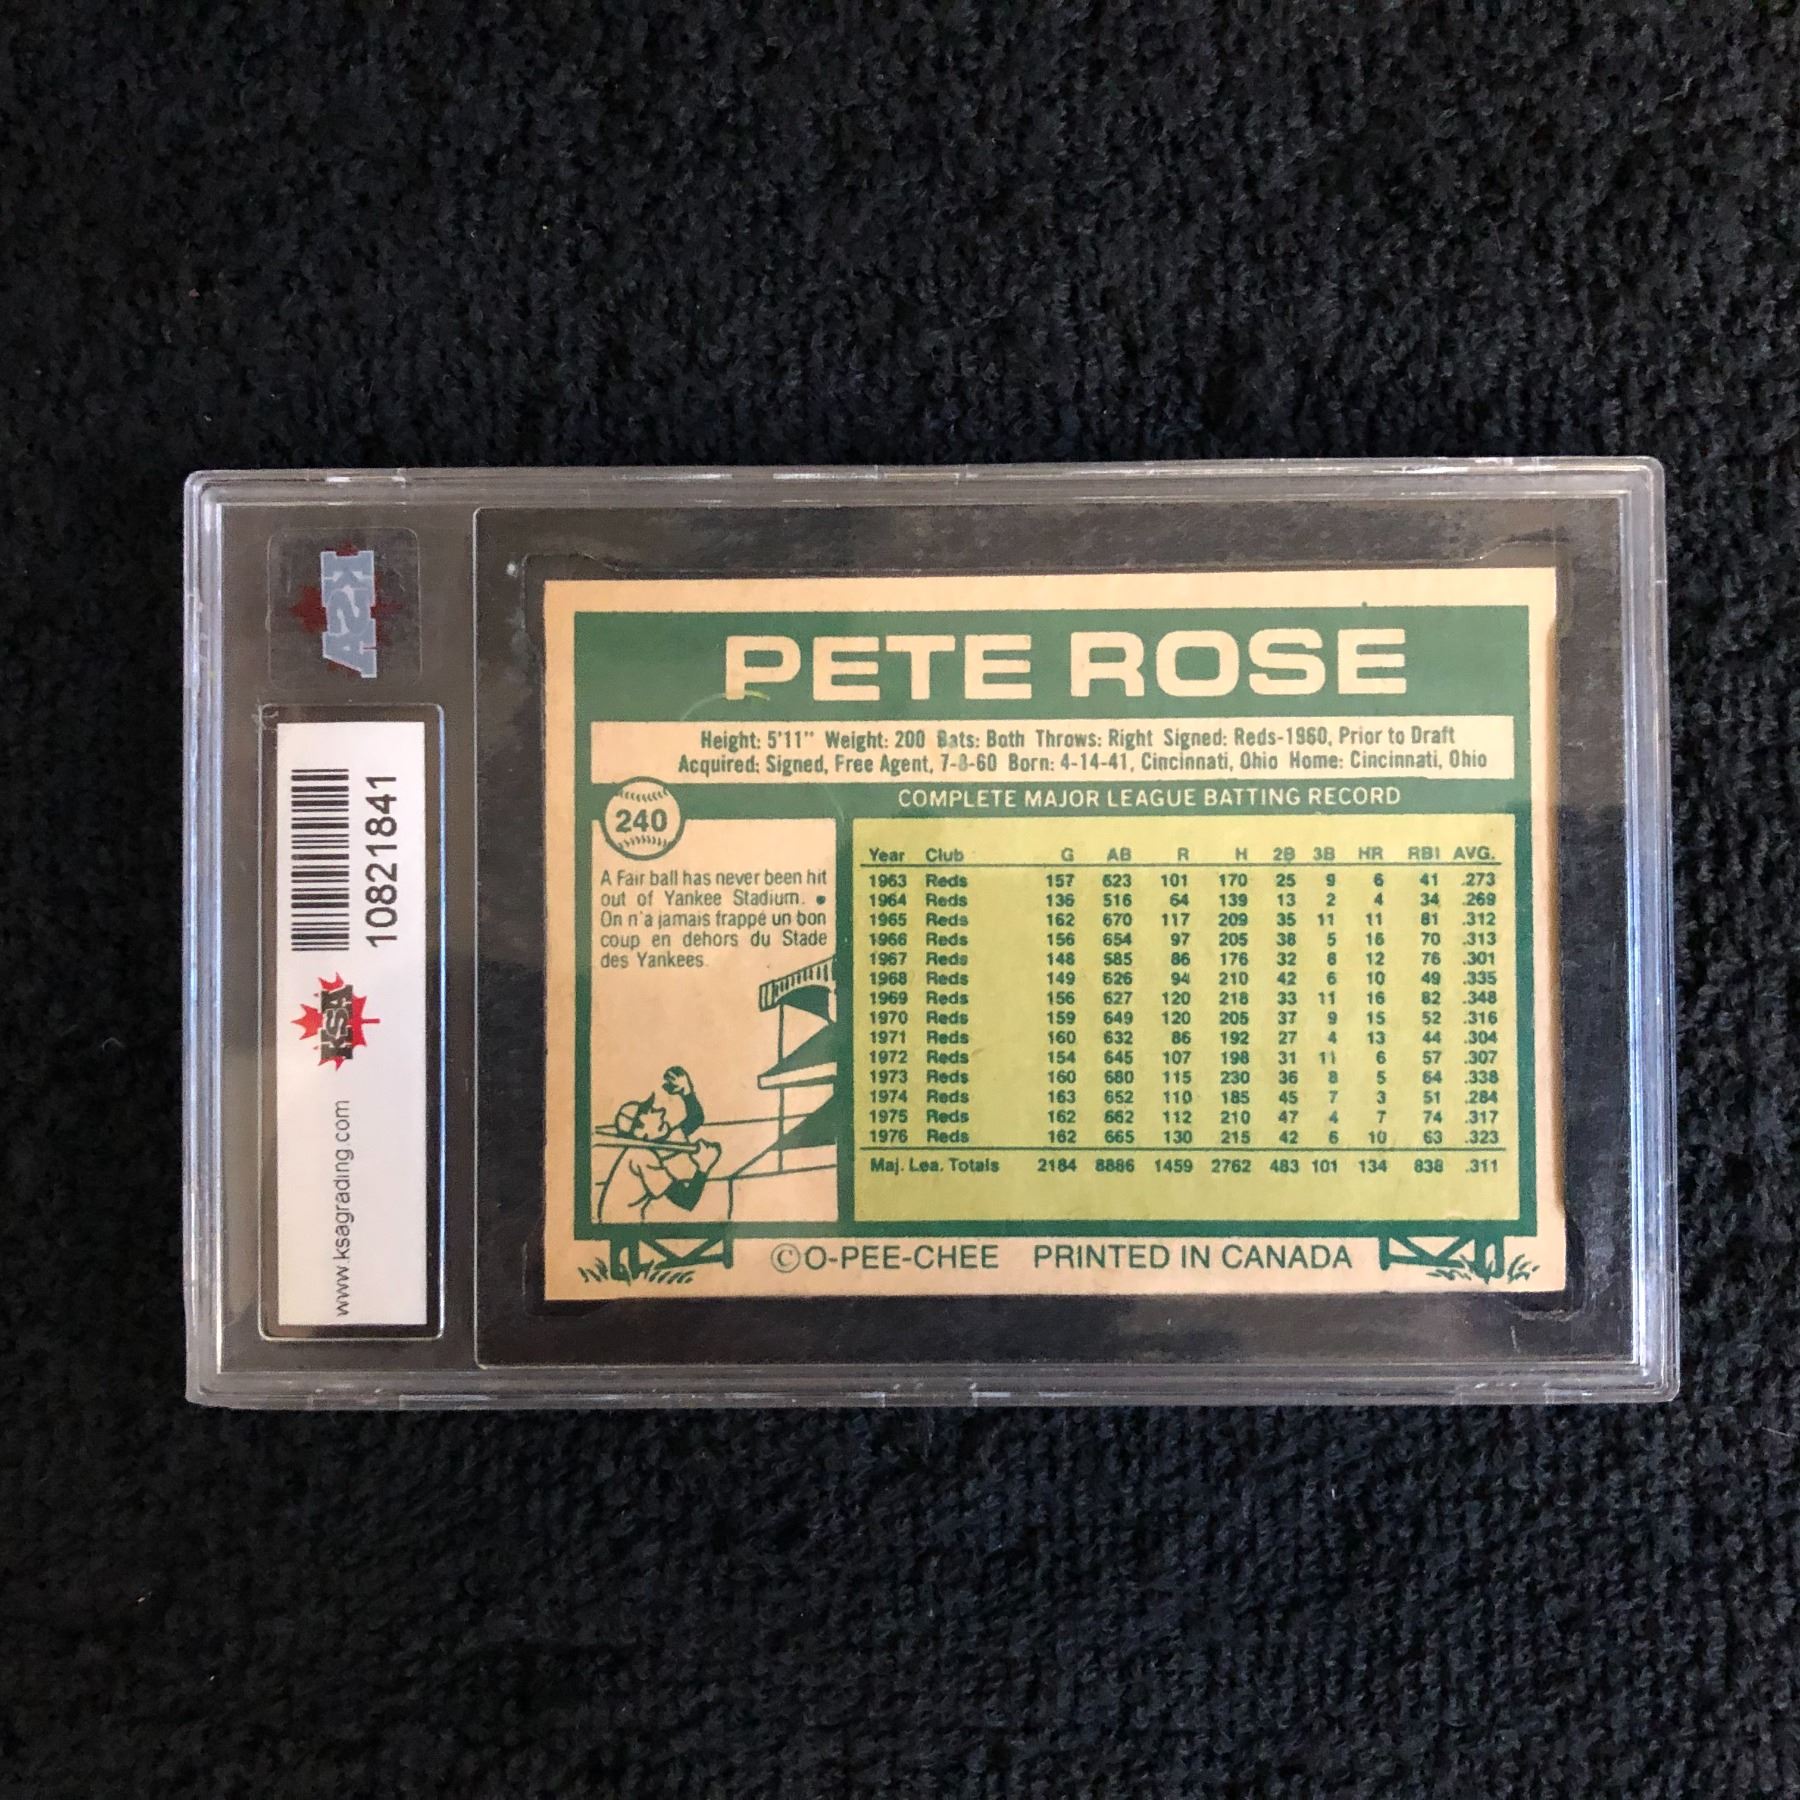 KSA
10821841
KSA
www.ksagrading.com
PETE ROSE
Height: 5'11" Weight: 200 Bats: Both Throws: Right Signed: Reds-1960, Prior to Draft
Acquired: Signed, Free Agent, 7-8-60 Born: 4-14-41, Cincinnati, Ohio Home: Cincinnati, Ohio
COMPLETE MAJOR LEAGUE BATTING RECORD
240
A Fair ball has never been hit
out of Yankee Stadium. •
On n'a jamais frappé un bon
coup en dehors du Stade
des Yankees.
Year Club G AB R H 2B 3B HR RBI AVG.
1963 Reds 157 623 101 170 25 9 6 41 .273
1964 Reds 136 516 64 139 13 2 4 34 .269
1965 Reds 162 670 117 209 35 11 11 81 .312
1966 Reds 156 654 97 205 38 5 16 70 .313
1967 Reds 148 585 86 176 32 8 12 76 .301
1968 Reds 149 626 94 210 42 6 10 49 .335
1969 Reds 156 627 120 218 33 11 16 82 .348
1970 Reds 159 649 120 205 37 9 15 52 .316
1971 Reds 160 632 86 192 27 4 13 44 .304
1972 Reds 154 645 107 198 31 11 6 57 .307
1973 Reds 160 680 115 230 36 8 5 64 .338
1974 Reds 163 652 110 185 45 7 3 51 .284
1975 Reds 162 662 112 210 47 4 7 74 .317
1976 Reds 162 665 130 215 42 6 10 63 .323
Maj. Lea. Totals 2184 8886 1459 2762 483 101 134 838 .311
©O-PEE-CHEE PRINTED IN CANADA